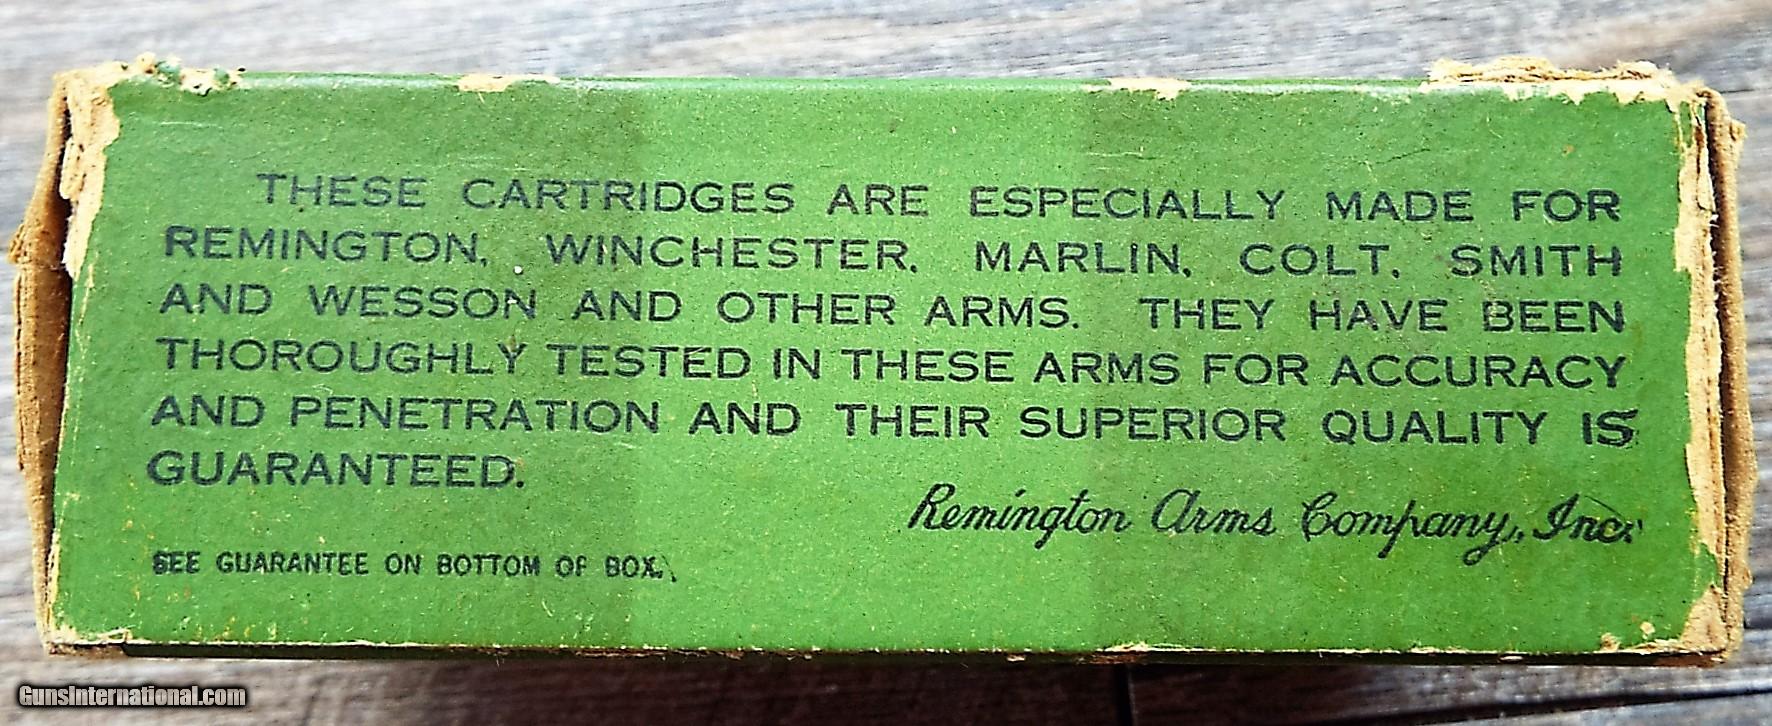 THESE CARTRIDGES ARE ESPECIALLY MADE FOR
REMINGTON, WINCHESTER, MARLIN, COLT, SMITH
AND WESSON AND OTHER ARMS. THEY HAVE BEEN
THOROUGHLY TESTED IN THESE ARMS FOR ACCURACY
AND PENETRATION AND THEIR SUPERIOR QUALITY IS
GUARANTEED.
Remington Arms Company, Inc.
SEE GUARANTEE ON BOTTOM OF BOX.
GunsInternational.com